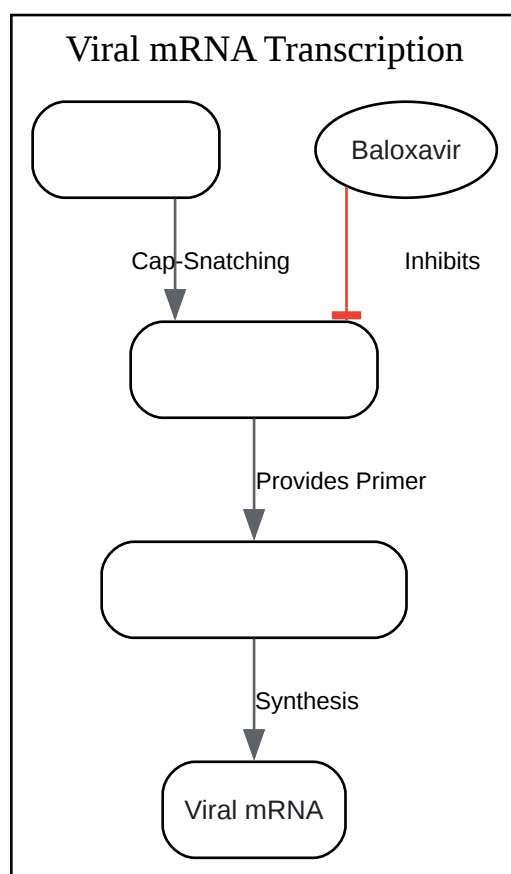 Viral mRNA Transcription
Baloxavir
Cap-Snatching
Inhibits
Provides Primer
Synthesis
Viral mRNA